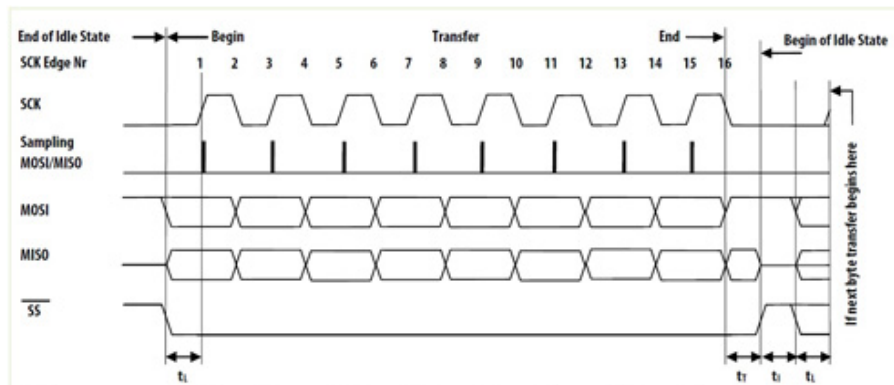 End of Idle State Begin Transfer End Begin of Idle State
SCK Edge Nr 1 2 3 4 5 6 7 8 9 10 11 12 13 14 15 16
SCK
Sampling
MOSI/MISO
MOSI
MISO
SS
tL tT tI tL
If next byte transfer begins here